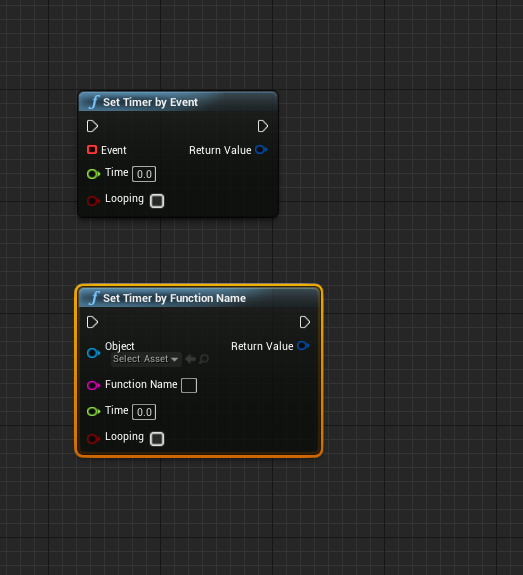 Set Timer by Event
Event
Return Value
Time 0.0
Looping
Set Timer by Function Name
Object
Return Value
Select Asset
Function Name
Time 0.0
Looping